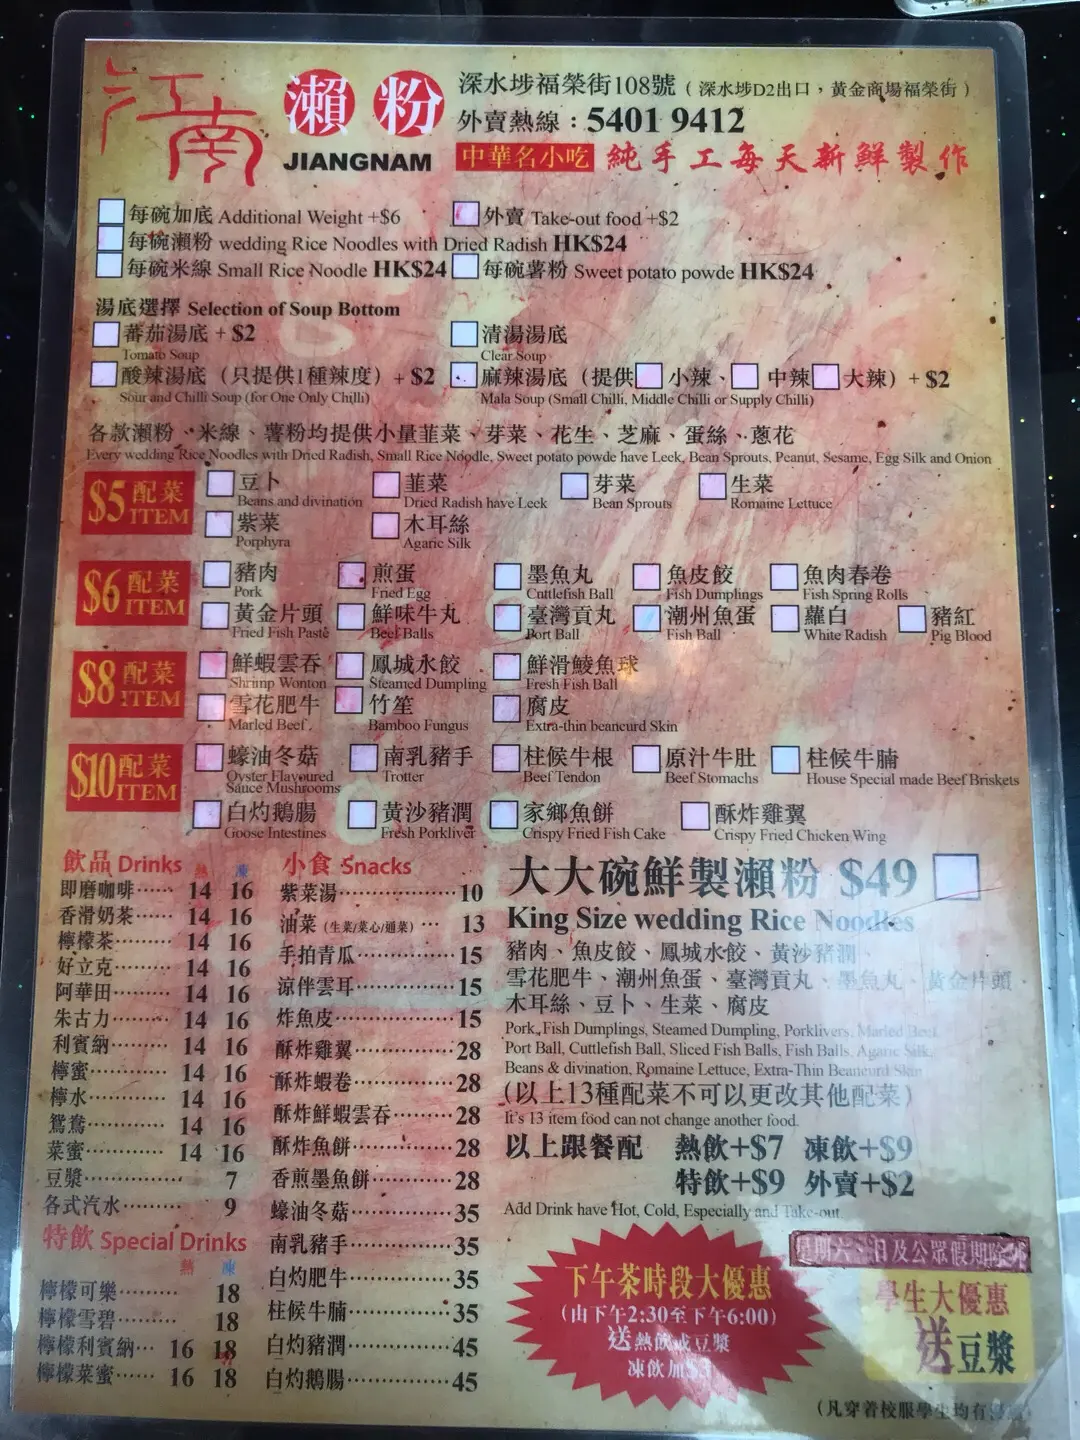 江南 瀨粉 JIANGNAM
深水埗福榮街108號 ( 深水埗D2出口，黃金商場福榮街 )
外賣熱線：5401 9412
中華名小吃 純手工每天新鮮製作
每碗加底 Additional Weight +$6 外賣 Take-out food +$2
每碗瀨粉 wedding Rice Noodles with Dried Radish HK$24
每碗米線 Small Rice Noodle HK$24 每碗薯粉 Sweet potato powde HK$24
湯底選擇 Selection of Soup Bottom
蕃茄湯底 + $2 清湯湯底
Tomato Soup Clear Soup
酸辣湯底（只提供1種辣度）+ $2 麻辣湯底（提供 小辣、 中辣 大辣）+ $2
Sour and Chilli Soup (for One Only Chilli) Mala Soup (Small Chilli, Middle Chilli or Supply Chilli)
各款瀨粉、米線、薯粉均提供小量韮菜、芽菜、花生、芝麻、蛋絲、蔥花
Every wedding Rice Noodles with Dried Radish, Small Rice Noodle, Sweet potato powde have Leek, Bean Sprouts, Peanut, Sesame, Egg Silk and Onion
$5 配菜 ITEM
豆卜 韮菜 芽菜 生菜
Beans and divination Dried Radish have Leek Bean Sprouts Romaine Lettuce
紫菜 木耳絲
Porphyra Agaric Silk
$6 配菜 ITEM
豬肉 煎蛋 墨魚丸 魚皮餃 魚肉春卷
Pork Fried Egg Cuttlefish Ball Fish Dumplings Fish Spring Rolls
黃金片頭 鮮味牛丸 臺灣貢丸 潮州魚蛋 蘿白 豬紅
Fried Fish Paste Beef Balls Port Ball Fish Ball White Radish Pig Blood
$8 配菜 ITEM
鮮蝦雲吞 鳳城水餃 鮮滑鯪魚球
Shrimp Wonton Steamed Dumpling Fresh Fish Ball
雪花肥牛 竹笙 腐皮
Marled Beef Bamboo Fungus Extra-thin beancurd Skin
$10 配菜 ITEM
蠔油冬菇 南乳豬手 柱候牛根 原汁牛肚 柱候牛腩
Oyster Flavoured Sauce Mushrooms Trotter Beef Tendon Beef Stomachs House Special made Beef Briskets
白灼鵝腸 黃沙豬潤 家鄉魚餅 酥炸雞翼
Goose Intestines Fresh Porkliver Crispy Fried Fish Cake Crispy Fried Chicken Wing
飲品 Drinks 熱 凍
即磨咖啡…… 14 16
香滑奶茶…… 14 16
檸檬茶……… 14 16
好立克……… 14 16
阿華田……… 14 16
朱古力……… 14 16
利賓納……… 14 16
檸蜜………… 14 16
檸水………… 14 16
鴛鴦………… 14 16
菜蜜………… 14 16
豆漿……………… 7
各式汽水……… 9
特飲 Special Drinks
熱 凍
檸檬可樂……… 18
檸檬雪碧……… 18
檸檬利賓納… 16 18
檸檬菜蜜…… 16 18
小食 Snacks
紫菜湯……………10
油菜 (生菜/菜心/通菜)… 13
手拍青瓜…………15
涼伴雲耳…………15
炸魚皮……………15
酥炸雞翼…………28
酥炸蝦卷…………28
酥炸鮮蝦雲吞……28
酥炸魚餅…………28
香煎墨魚餅………28
蠔油冬菇…………35
南乳豬手…………35
白灼肥牛…………35
柱候牛腩…………35
白灼豬潤…………45
白灼鵝腸…………45
大大碗鮮製瀨粉 $49
King Size wedding Rice Noodles
豬肉、魚皮餃、鳳城水餃、黃沙豬潤、
雪花肥牛、潮州魚蛋、臺灣貢丸、墨魚丸、黃金片頭
木耳絲、豆卜、生菜、腐皮
Pork, Fish Dumplings, Steamed Dumpling, Porklivers, Marled Beef,
Port Ball, Cuttlefish Ball, Sliced Fish Balls, Fish Balls, Agaric Silk,
Beans & divination, Romaine Lettuce, Extra-Thin Beancurd Skin
(以上13種配菜不可以更改其他配菜)
It's 13 item food can not change another food.
以上跟餐配 熱飲+$7 凍飲+$9
特飲+$9 外賣+$2
Add Drink have Hot, Cold, Especially and Take-out
下午茶時段大優惠
(由下午2:30至下午6:00)
送熱飲或豆漿
凍飲加$3
星期六、日及公眾假期除外
學生大優惠
送豆漿
(凡穿着校服學生均有